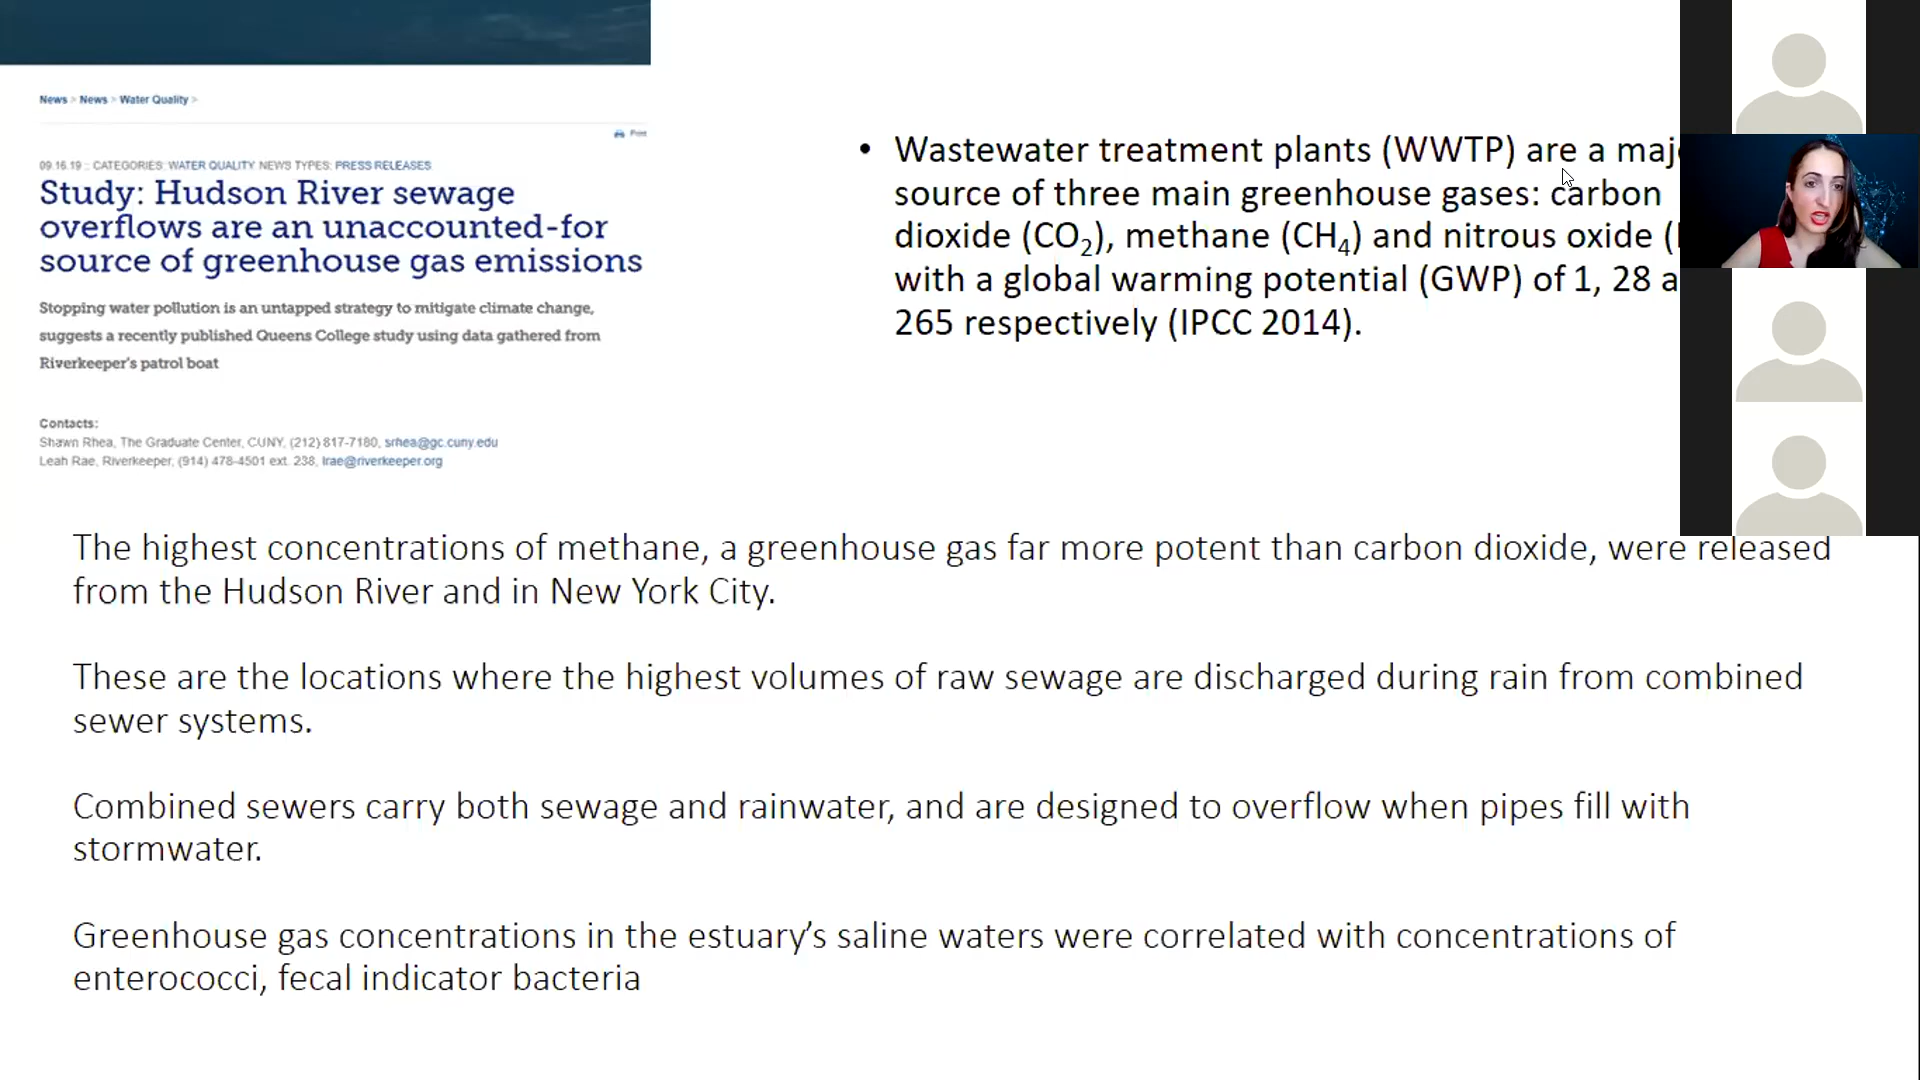 News > News > Water Quality >
Print
09.16.19 :: CATEGORIES: WATER QUALITY NEWS TYPES: PRESS RELEASES
Study: Hudson River sewage
overflows are an unaccounted-for
source of greenhouse gas emissions
Stopping water pollution is an untapped strategy to mitigate climate change,
suggests a recently published Queens College study using data gathered from
Riverkeeper's patrol boat
Contacts:
Shawn Rhea, The Graduate Center, CUNY, (212) 817-7180, srhea@gc.cuny.edu
Leah Rae, Riverkeeper, (914) 478-4501 ext. 238, lrae@riverkeeper.org
• Wastewater treatment plants (WWTP) are a
source of three main greenhouse gases: carbon
dioxide (CO₂), methane (CH₄) and nitrous oxide
with a global warming potential (GWP) of 1, 28
265 respectively (IPCC 2014).
The highest concentrations of methane, a greenhouse gas far more potent than carbon dioxide, were released
from the Hudson River and in New York City.
These are the locations where the highest volumes of raw sewage are discharged during rain from combined
sewer systems.
Combined sewers carry both sewage and rainwater, and are designed to overflow when pipes fill with
stormwater.
Greenhouse gas concentrations in the estuary’s saline waters were correlated with concentrations of
enterococci, fecal indicator bacteria